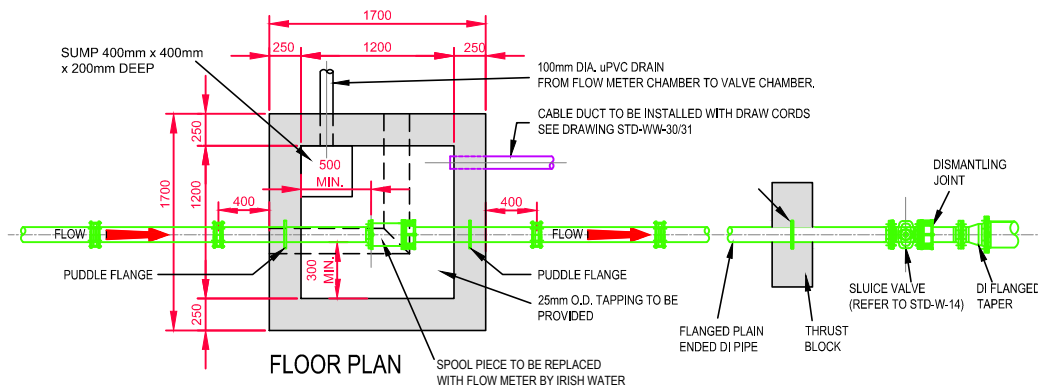 1700
250
1200
250
SUMP 400mm x 400mm
x 200mm DEEP
100mm DIA. uPVC DRAIN
FROM FLOW METER CHAMBER TO VALVE CHAMBER.
CABLE DUCT TO BE INSTALLED WITH DRAW CORDS
SEE DRAWING STD-WW-30/31
250
1700
1200
250
500
MIN.
400
400
DISMANTLING
JOINT
FLOW
FLOW
PUDDLE FLANGE
300
MIN.
PUDDLE FLANGE
25mm O.D. TAPPING TO BE
PROVIDED
SLUICE VALVE
(REFER TO STD-W-14)
DI FLANGED
TAPER
FLANGED PLAIN
ENDED DI PIPE
THRUST
BLOCK
FLOOR PLAN
SPOOL PIECE TO BE REPLACED
WITH FLOW METER BY IRISH WATER